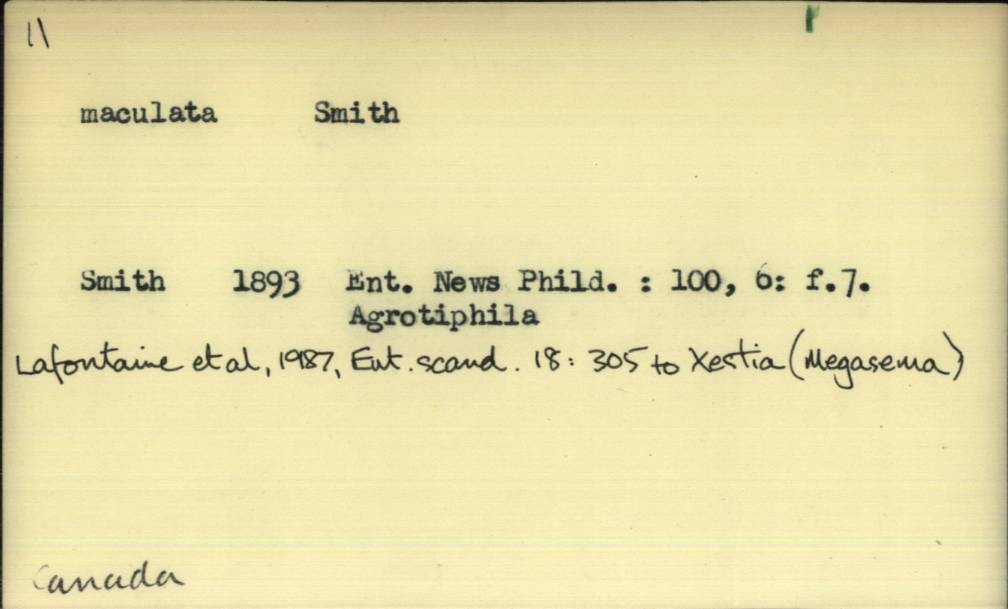 11
maculata Smith
Smith 1893 Ent. News Phild. : 100, 6: f.7.
Agrotiphila
Lafontaine et al, 1987, Ent. scand. 18: 305 to Xestia (Megasema)
Canada